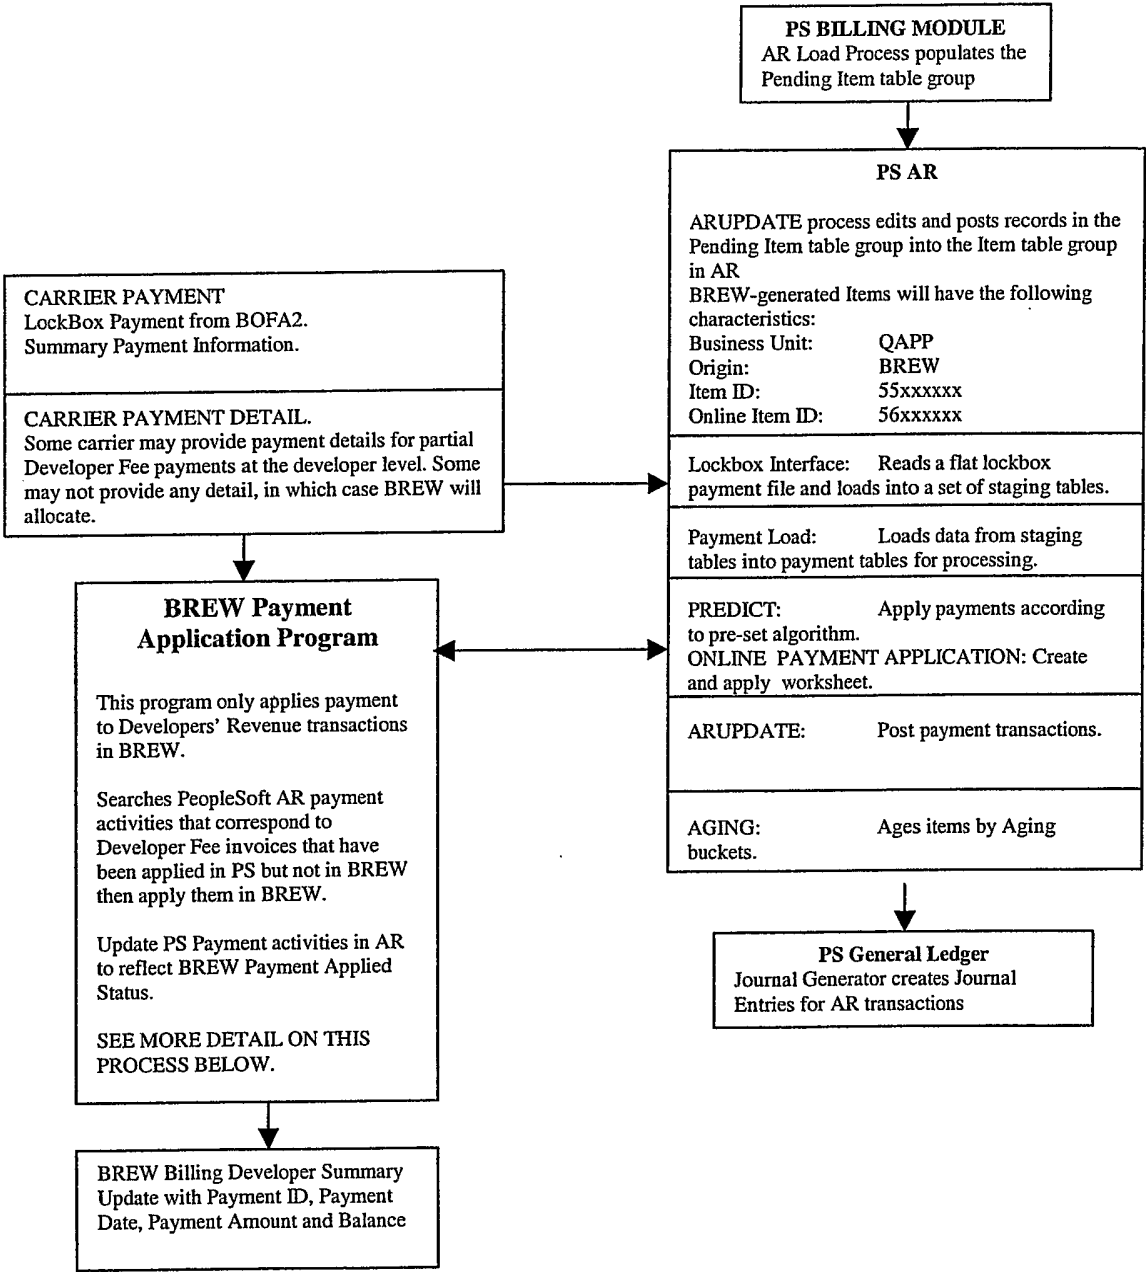 PS BILLING MODULE
AR Load Process populates the
Pending Item table group
PS AR
ARUPDATE process edits and posts records in the
Pending Item table group into the Item table group
in AR
BREW-generated Items will have the following
characteristics:
Business Unit: QAPP
Origin: BREW
Item ID: 55xxxxxx
Online Item ID: 56xxxxxx
Lockbox Interface: Reads a flat lockbox
payment file and loads into a set of staging tables.
Payment Load: Loads data from staging
tables into payment tables for processing.
PREDICT: Apply payments according
to pre-set algorithm.
ONLINE PAYMENT APPLICATION: Create
and apply worksheet.
ARUPDATE: Post payment transactions.
AGING: Ages items by Aging
buckets.
PS General Ledger
Journal Generator creates Journal
Entries for AR transactions
CARRIER PAYMENT
LockBox Payment from BOFA2.
Summary Payment Information.
CARRIER PAYMENT DETAIL.
Some carrier may provide payment details for partial
Developer Fee payments at the developer level. Some
may not provide any detail, in which case BREW will
allocate.
BREW Payment
Application Program
This program only applies payment
to Developers' Revenue transactions
in BREW.
Searches PeopleSoft AR payment
activities that correspond to
Developer Fee invoices that have
been applied in PS but not in BREW
then apply them in BREW.
Update PS Payment activities in AR
to reflect BREW Payment Applied
Status.
SEE MORE DETAIL ON THIS
PROCESS BELOW.
BREW Billing Developer Summary
Update with Payment ID, Payment
Date, Payment Amount and Balance